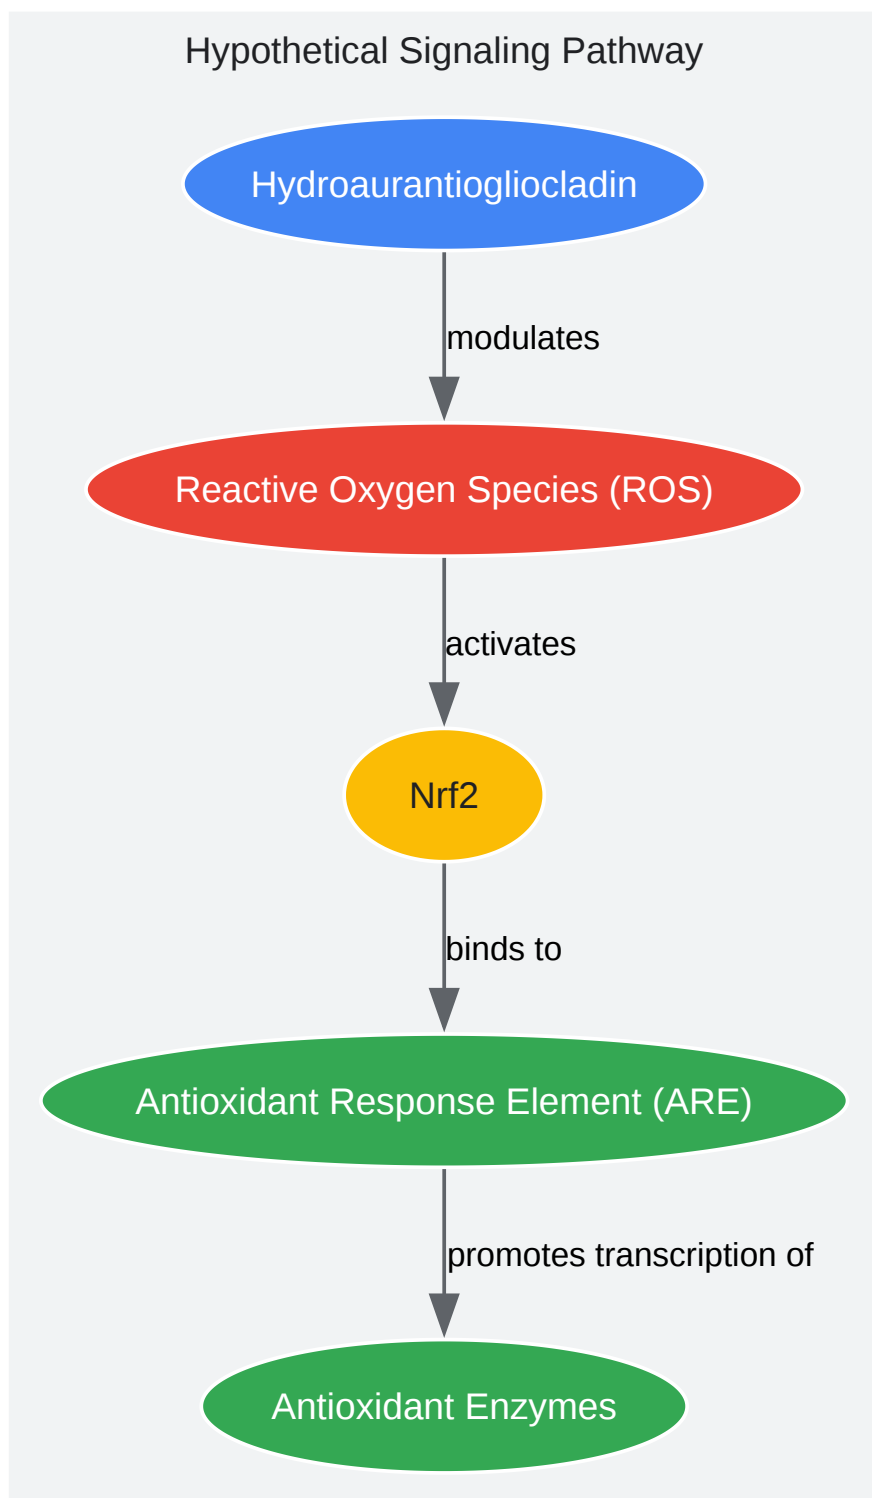 Hypothetical Signaling Pathway
Hydroaurantiogliocladin
modulates
Reactive Oxygen Species (ROS)
activates
Nrf2
binds to
Antioxidant Response Element (ARE)
promotes transcription of
Antioxidant Enzymes